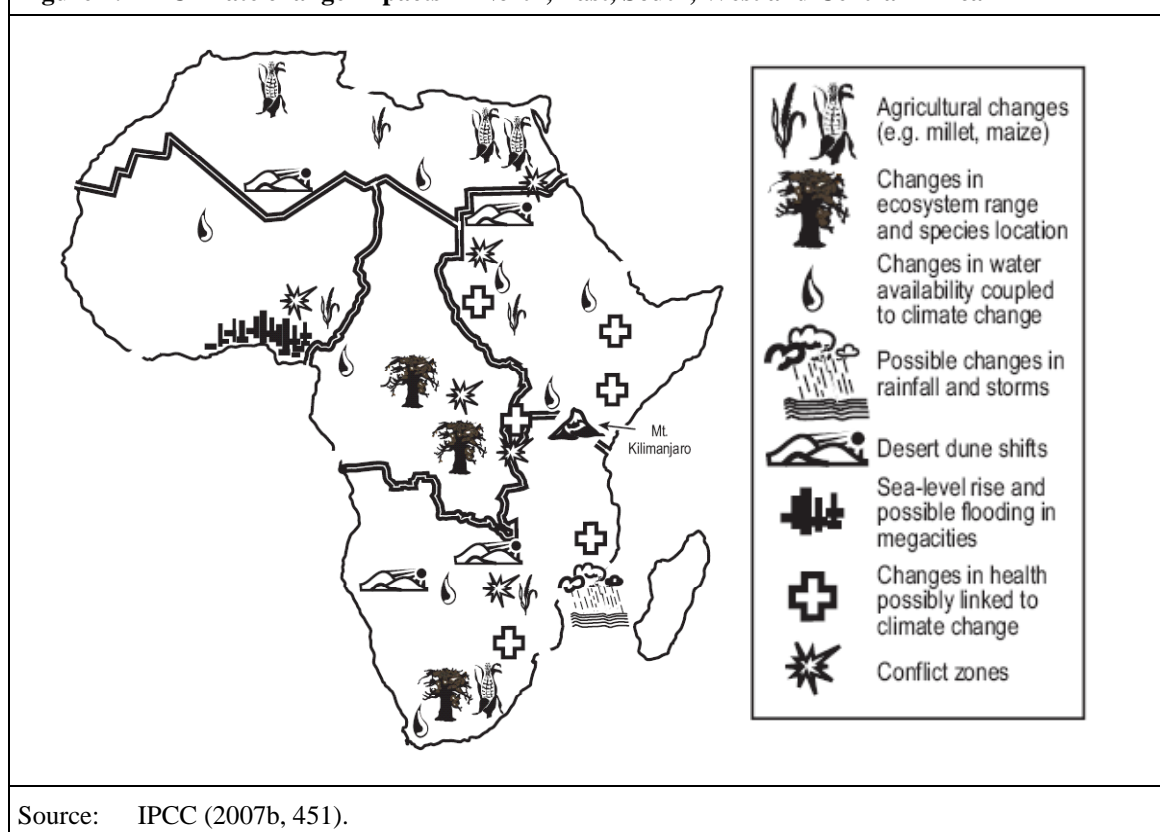 Mt.
Kilimanjaro
Agricultural changes
(e.g. millet, maize)
Changes in
ecosystem range
and species location
Changes in water
availability coupled
to climate change
Possible changes in
rainfall and storms
Desert dune shifts
Sea-level rise and
possible flooding in
megacities
Changes in health
possibly linked to
climate change
Conflict zones
Source: IPCC (2007b, 451).